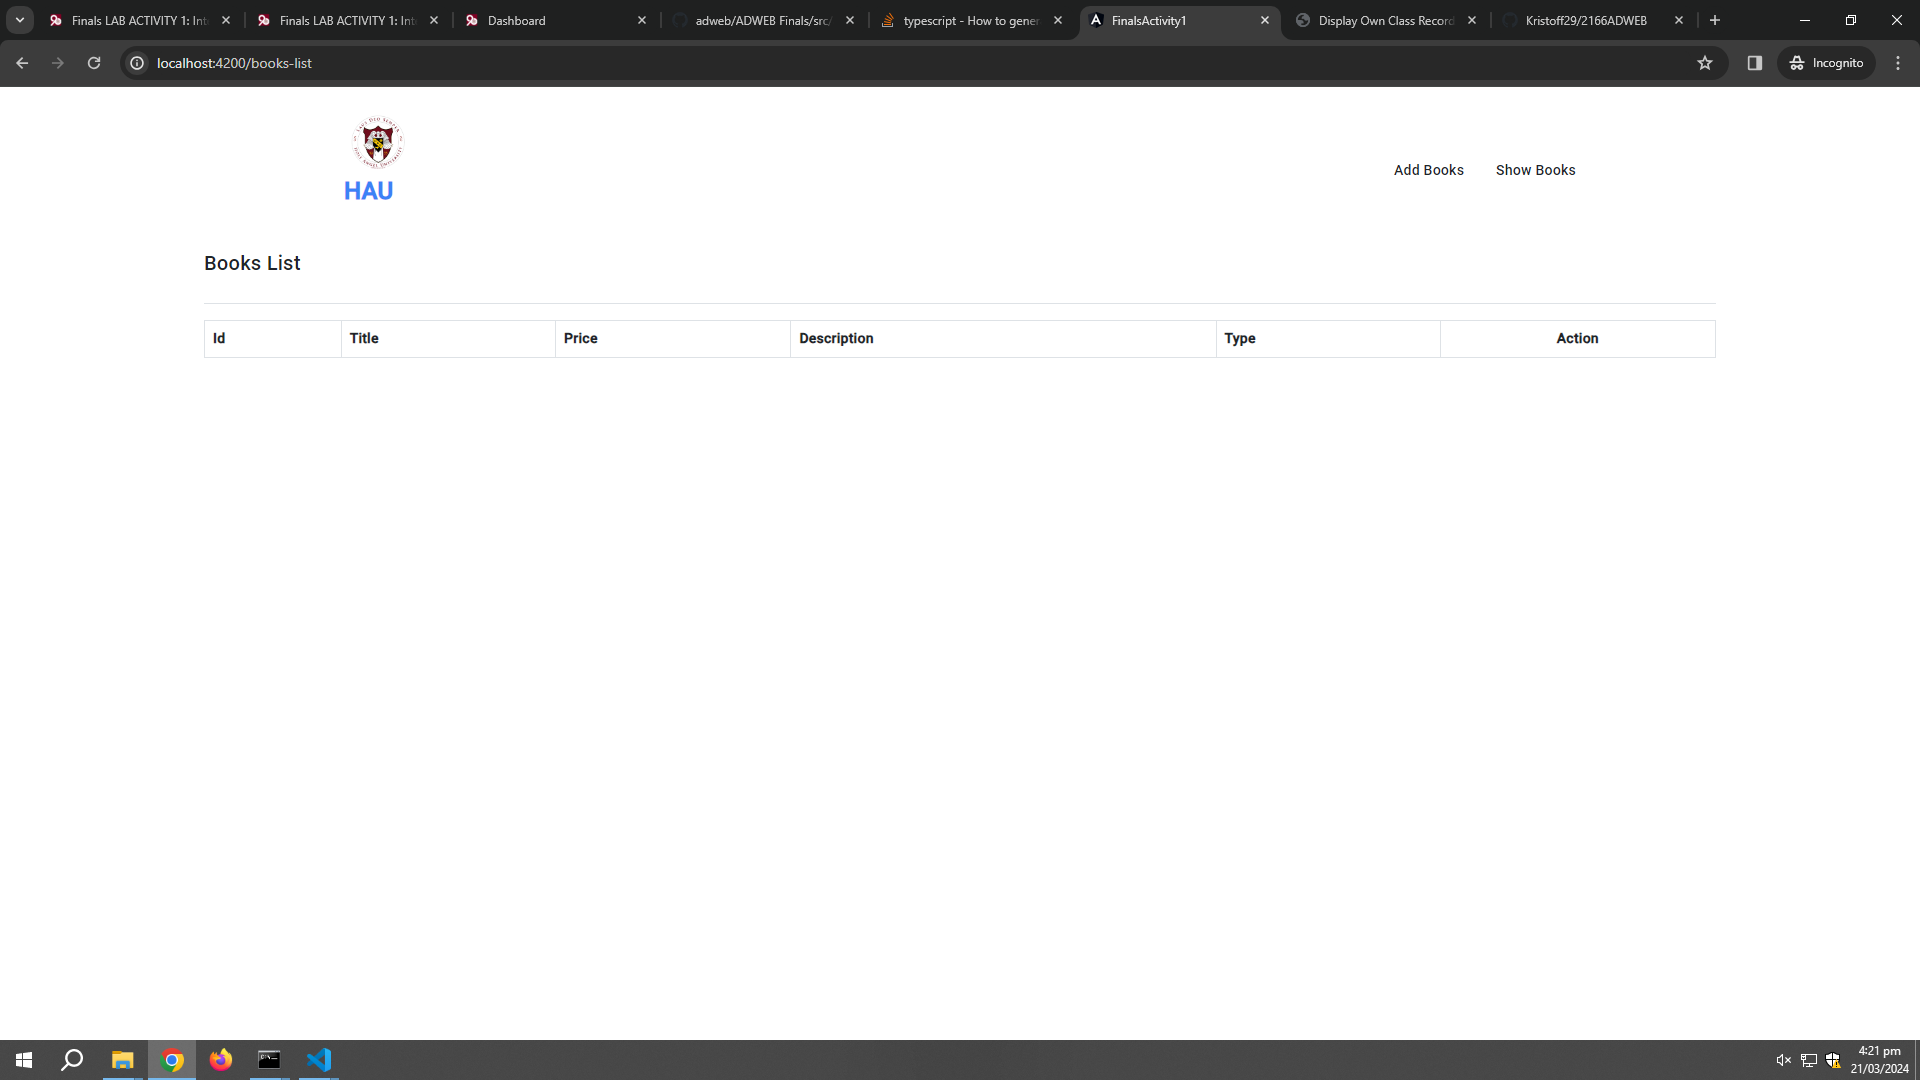 Finals LAB ACTIVITY 1: Int
Finals LAB ACTIVITY 1: Int
Dashboard
adweb/ADWEB Finals/src/
typescript - How to gener
FinalsActivity1
Display Own Class Record
Kristoff29/2166ADWEB
localhost:4200/books-list
Incognito
HAU
Add Books
Show Books
Books List
Id
Title
Price
Description
Type
Action
4:21 pm
21/03/2024